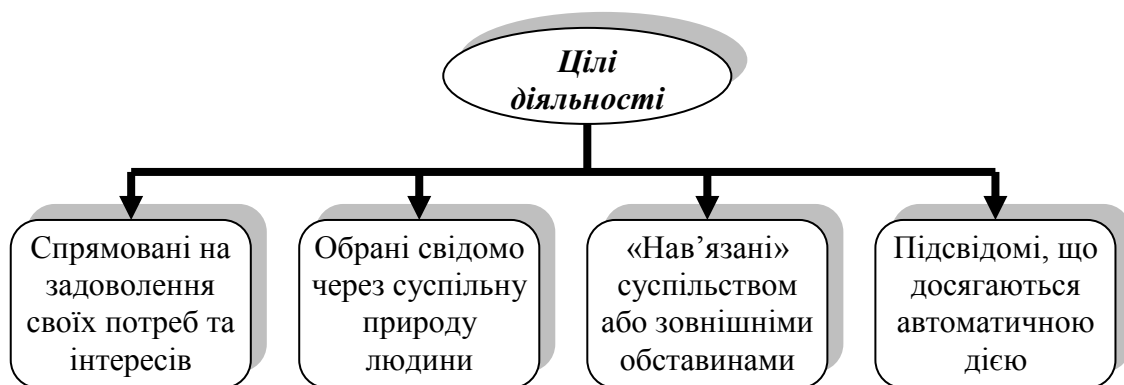 Цілі
діяльності
Спрямовані на
задоволення
своїх потреб та
інтересів
Обрані свідомо
через суспільну
природу
людини
«Нав’язані»
суспільством
або зовнішніми
обставинами
Підсвідомі, що
досягаються
автоматичною
дією